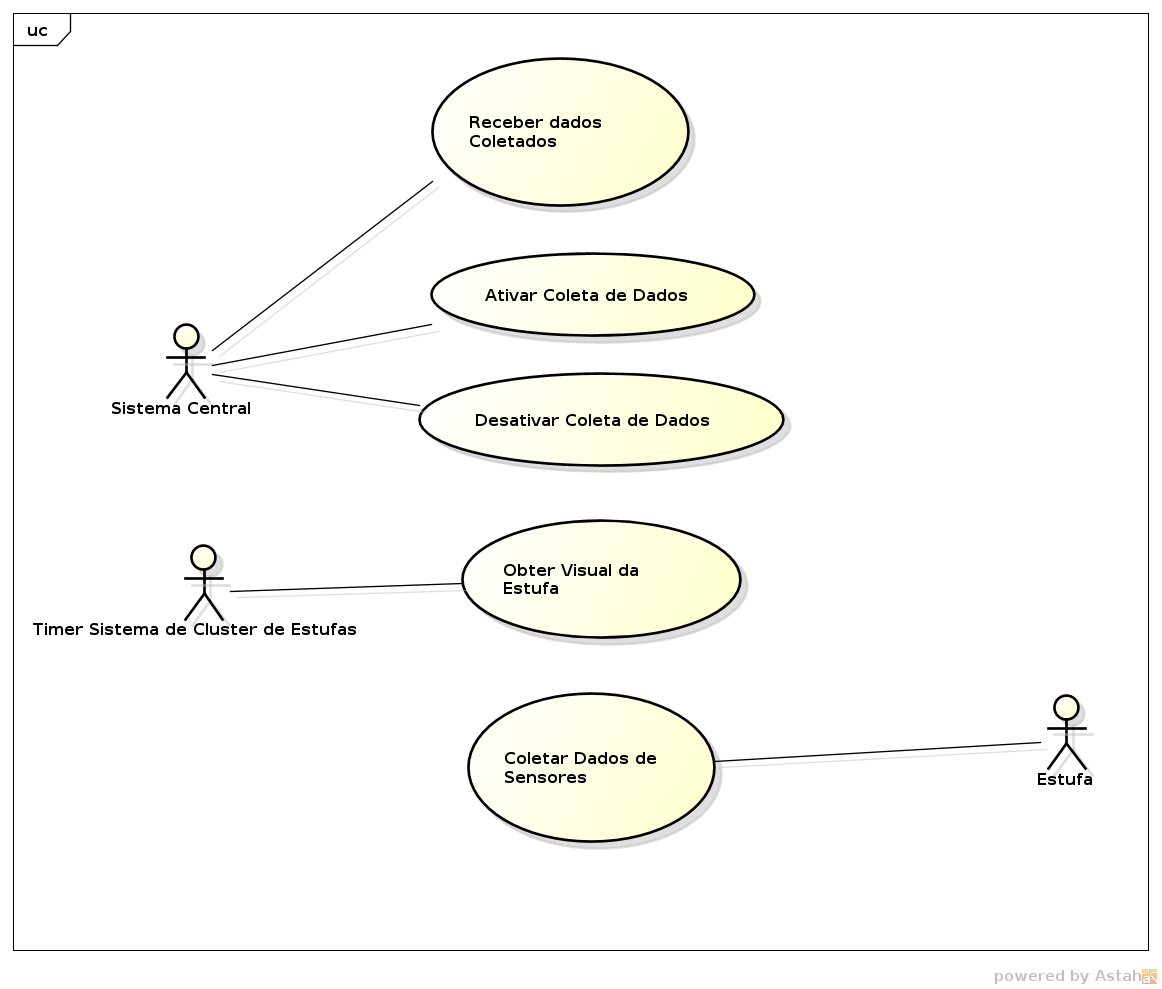 uc
Receber dados
Coletados
Ativar Coleta de Dados
Sistema Central
Desativar Coleta de Dados
Obter Visual da
Estufa
Timer Sistema de Cluster de Estufas
Coletar Dados de
Sensores
Estufa
powered by Astah